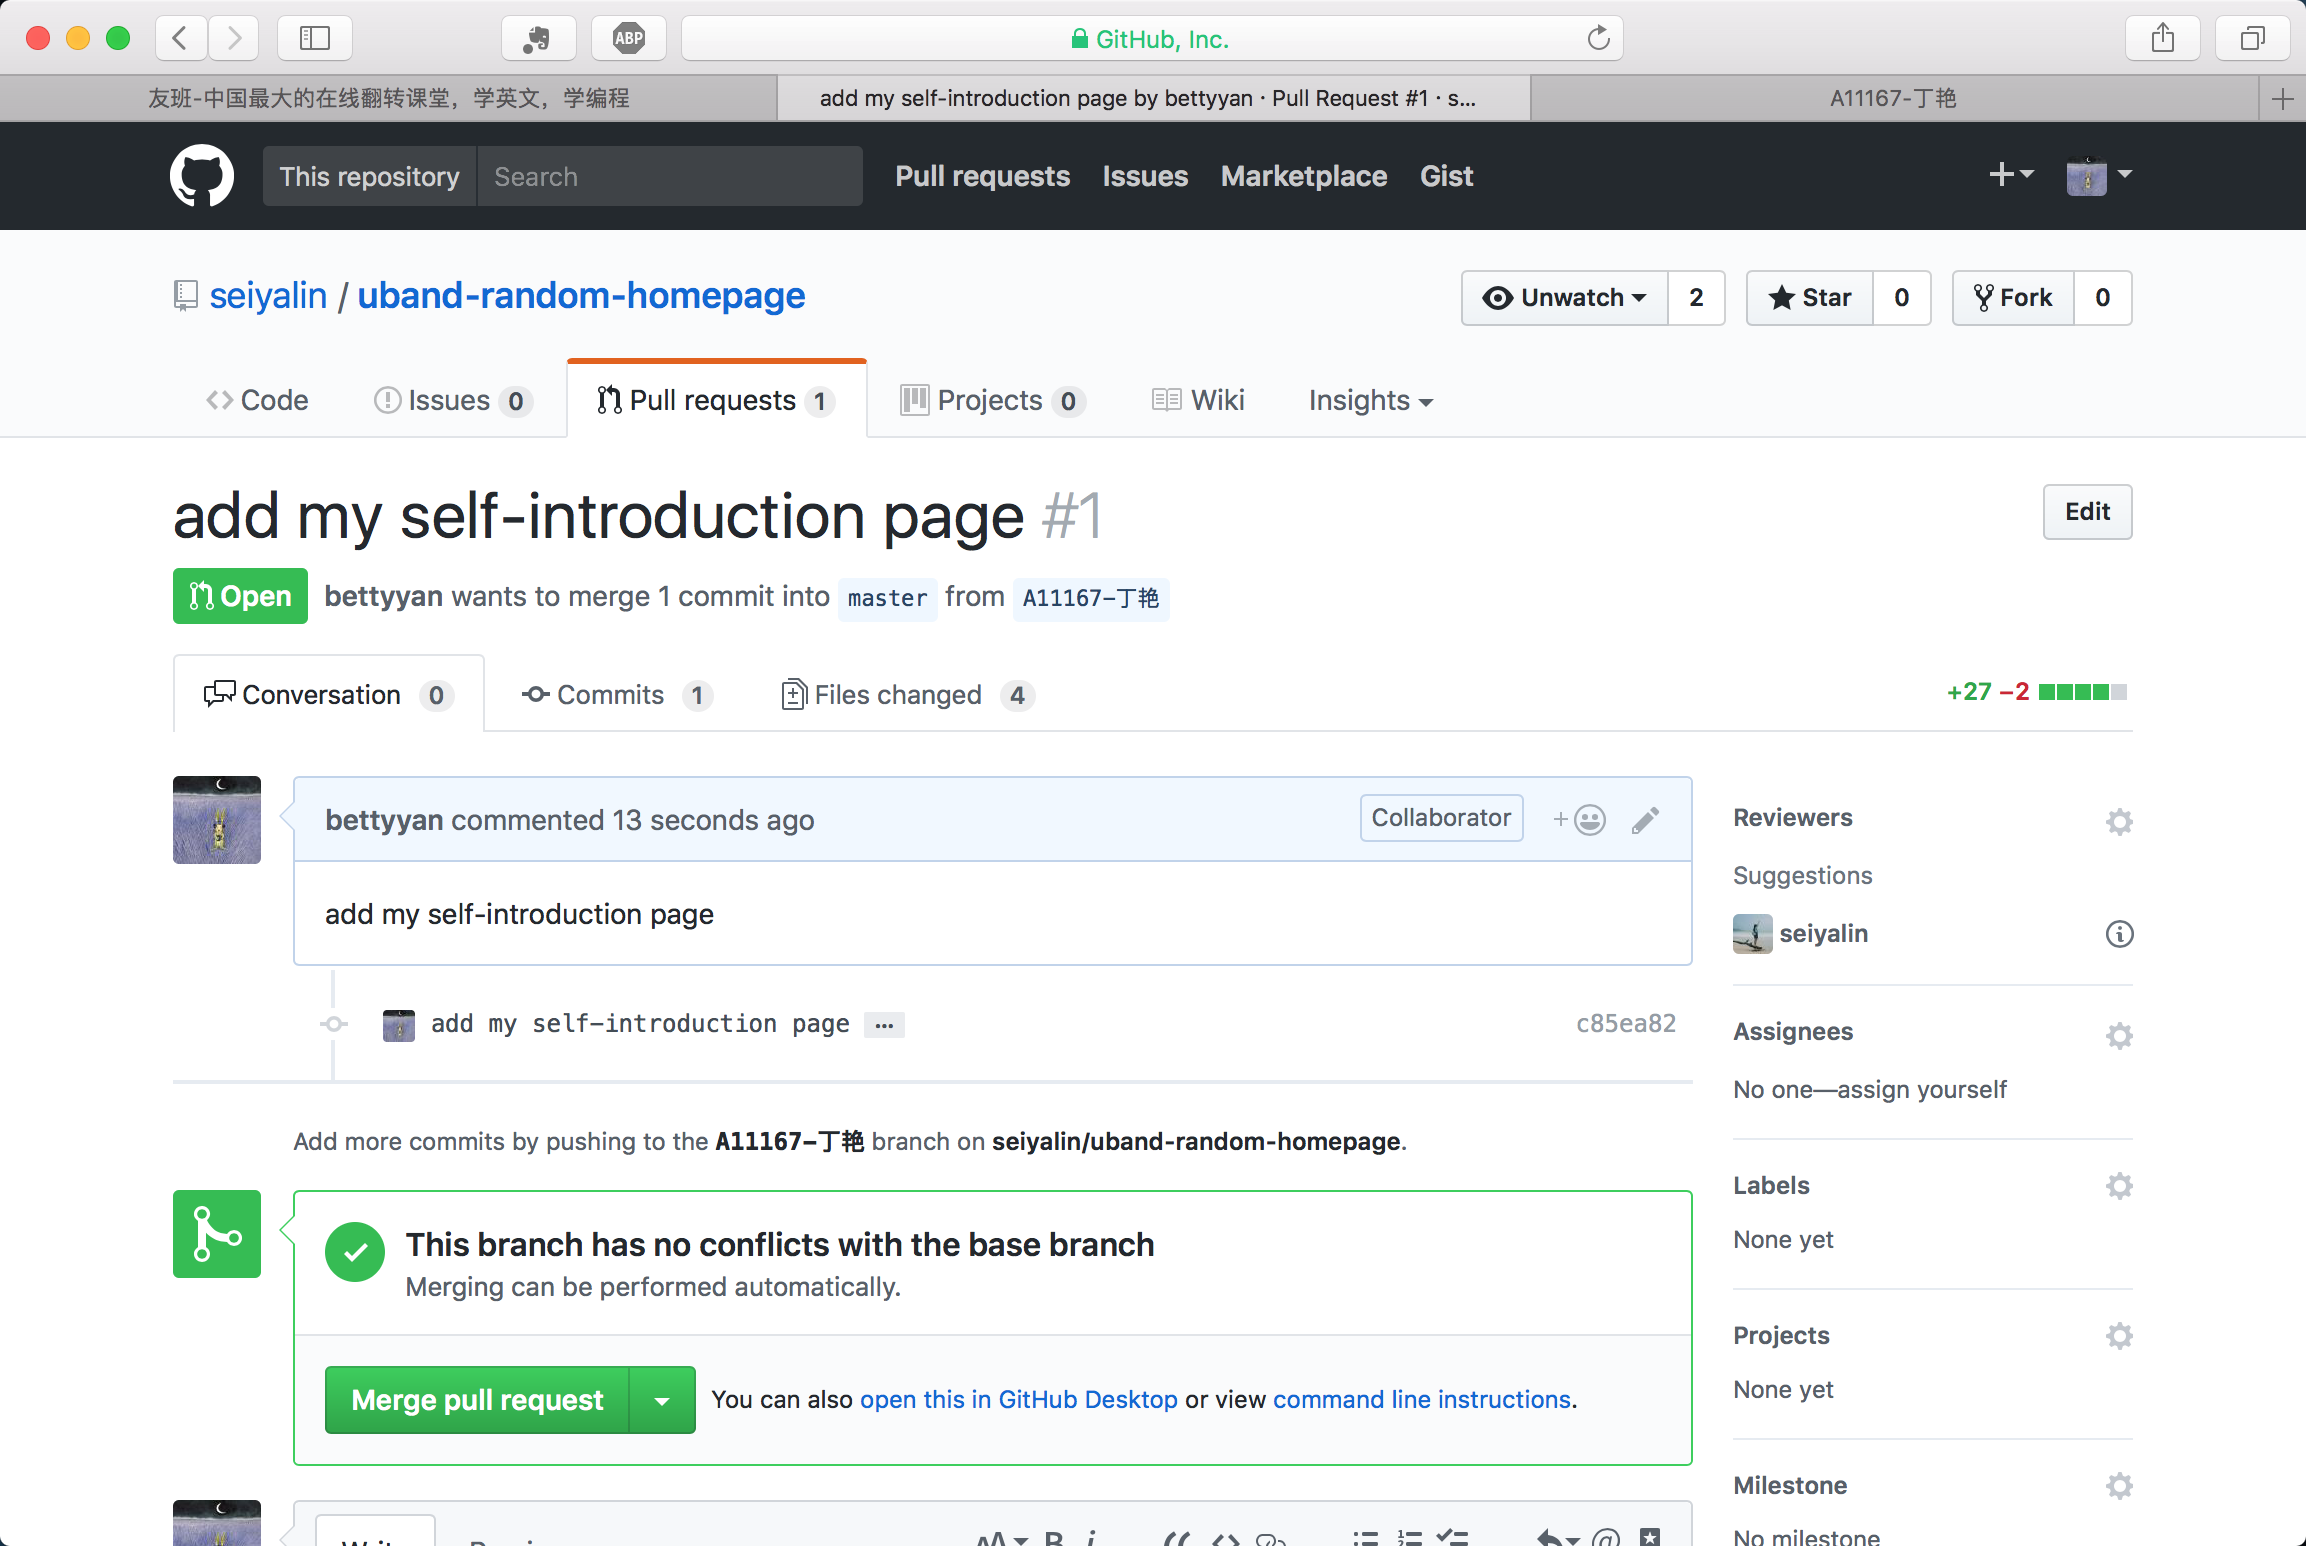 ABP
GitHub, Inc.
友班-中国最大的在线翻转课堂，学英文，学编程
add my self-introduction page by bettyyan · Pull Request #1 · s...
A11167-丁艳
This repository
Search
Pull requests
Issues
Marketplace
Gist
seiyalin / uband-random-homepage
Unwatch 2
Star 0
Fork 0
Code
Issues 0
Pull requests 1
Projects 0
Wiki
Insights
add my self-introduction page #1
Edit
Open
bettyyan wants to merge 1 commit into master from A11167-丁艳
Conversation 0
Commits 1
Files changed 4
+27 −2
bettyyan commented 13 seconds ago
Collaborator
add my self-introduction page
add my self-introduction page ...
c85ea82
Add more commits by pushing to the A11167-丁艳 branch on seiyalin/uband-random-homepage.
This branch has no conflicts with the base branch
Merging can be performed automatically.
Merge pull request
You can also open this in GitHub Desktop or view command line instructions.
Reviewers
Suggestions
seiyalin
Assignees
No one—assign yourself
Labels
None yet
Projects
None yet
Milestone
No milestone